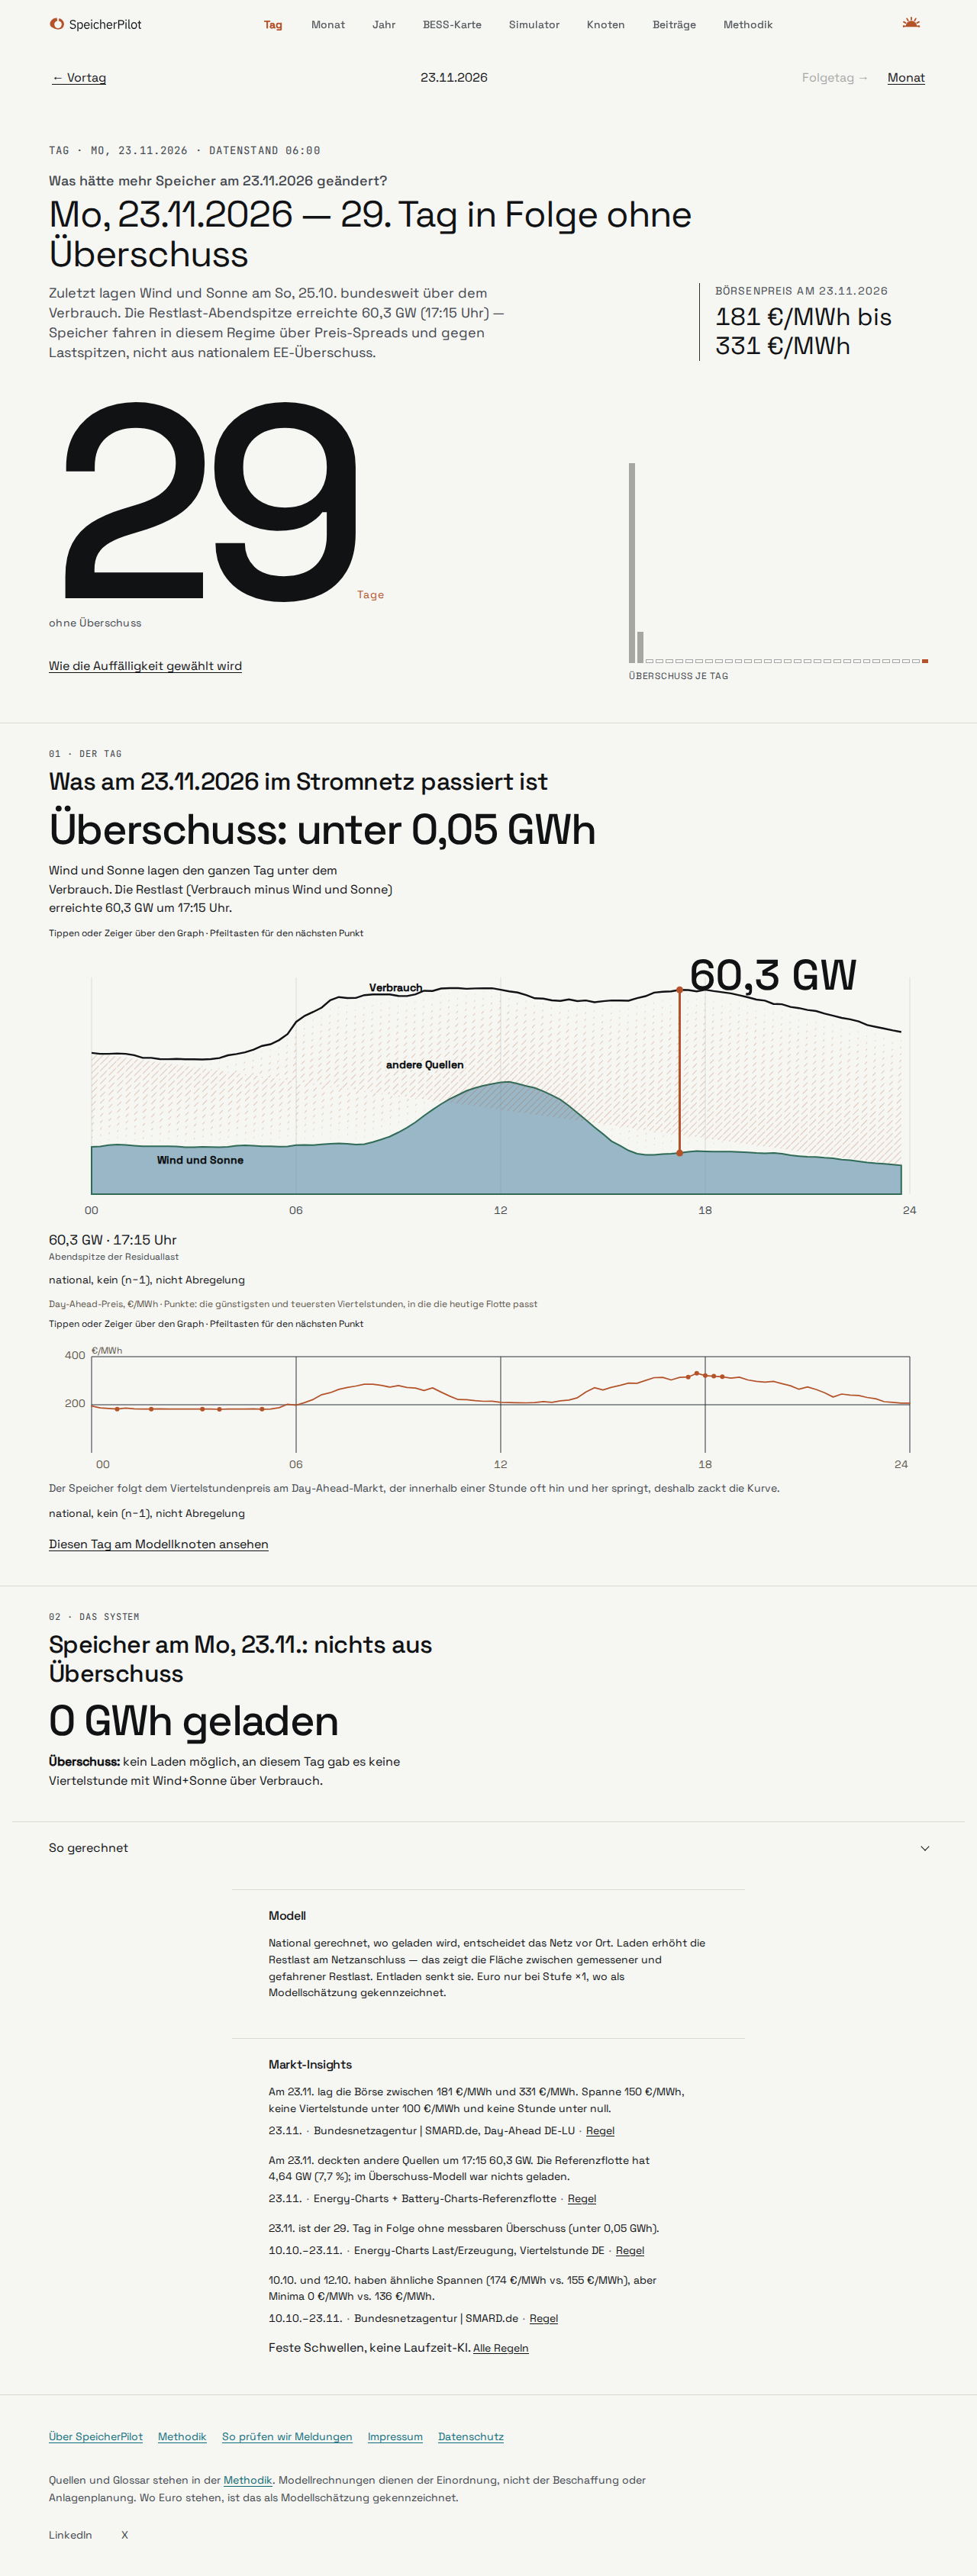 SpeicherPilot
Tag Monat Jahr BESS-Karte Simulator Knoten Beiträge Methodik
← Vortag 23.11.2026 Folgetag → Monat
TAG · MO, 23.11.2026 · DATENSTAND 06:00
Was hätte mehr Speicher am 23.11.2026 geändert?
Mo, 23.11.2026 — 29. Tag in Folge ohne
Überschuss
Zuletzt lagen Wind und Sonne am So, 25.10. bundesweit über dem
Verbrauch. Die Restlast-Abendspitze erreichte 60,3 GW (17:15 Uhr) —
Speicher fahren in diesem Regime über Preis-Spreads und gegen
Lastspitzen, nicht aus nationalem EE-Überschuss.
BÖRSENPREIS AM 23.11.2026
181 €/MWh bis
331 €/MWh
29 Tage
ohne Überschuss
Wie die Auffälligkeit gewählt wird
ÜBERSCHUSS JE TAG
01 · DER TAG
Was am 23.11.2026 im Stromnetz passiert ist
Überschuss: unter 0,05 GWh
Wind und Sonne lagen den ganzen Tag unter dem
Verbrauch. Die Restlast (Verbrauch minus Wind und Sonne)
erreichte 60,3 GW um 17:15 Uhr.
Tippen oder Zeiger über den Graph · Pfeiltasten für den nächsten Punkt
60,3 GW
Verbrauch
andere Quellen
Wind und Sonne
00 06 12 18 24
60,3 GW · 17:15 Uhr
Abendspitze der Residuallast
national, kein (n−1), nicht Abregelung
Day-Ahead-Preis, €/MWh · Punkte: die günstigsten und teuersten Viertelstunden, in die die heutige Flotte passt
Tippen oder Zeiger über den Graph · Pfeiltasten für den nächsten Punkt
€/MWh
400
200
00 06 12 18 24
Der Speicher folgt dem Viertelstundenpreis am Day-Ahead-Markt, der innerhalb einer Stunde oft hin und her springt, deshalb zackt die Kurve.
national, kein (n−1), nicht Abregelung
Diesen Tag am Modellknoten ansehen
02 · DAS SYSTEM
Speicher am Mo, 23.11.: nichts aus
Überschuss
0 GWh geladen
Überschuss: kein Laden möglich, an diesem Tag gab es keine
Viertelstunde mit Wind+Sonne über Verbrauch.
So gerechnet
Modell
National gerechnet, wo geladen wird, entscheidet das Netz vor Ort. Laden erhöht die
Restlast am Netzanschluss — das zeigt die Fläche zwischen gemessener und
gefahrener Restlast. Entladen senkt sie. Euro nur bei Stufe ×1, wo als
Modellschätzung gekennzeichnet.
Markt-Insights
Am 23.11. lag die Börse zwischen 181 €/MWh und 331 €/MWh. Spanne 150 €/MWh,
keine Viertelstunde unter 100 €/MWh und keine Stunde unter null.
23.11. · Bundesnetzagentur | SMARD.de, Day-Ahead DE-LU · Regel
Am 23.11. deckten andere Quellen um 17:15 60,3 GW. Die Referenzflotte hat
4,64 GW (7,7 %); im Überschuss-Modell war nichts geladen.
23.11. · Energy-Charts + Battery-Charts-Referenzflotte · Regel
23.11. ist der 29. Tag in Folge ohne messbaren Überschuss (unter 0,05 GWh).
10.10.–23.11. · Energy-Charts Last/Erzeugung, Viertelstunde DE · Regel
10.10. und 12.10. haben ähnliche Spannen (174 €/MWh vs. 155 €/MWh), aber
Minima 0 €/MWh vs. 136 €/MWh.
10.10.–23.11. · Bundesnetzagentur | SMARD.de · Regel
Feste Schwellen, keine Laufzeit-KI. Alle Regeln
Über SpeicherPilot Methodik So prüfen wir Meldungen Impressum Datenschutz
Quellen und Glossar stehen in der Methodik. Modellrechnungen dienen der Einordnung, nicht der Beschaffung oder
Anlagenplanung. Wo Euro stehen, ist das als Modellschätzung gekennzeichnet.
LinkedIn X